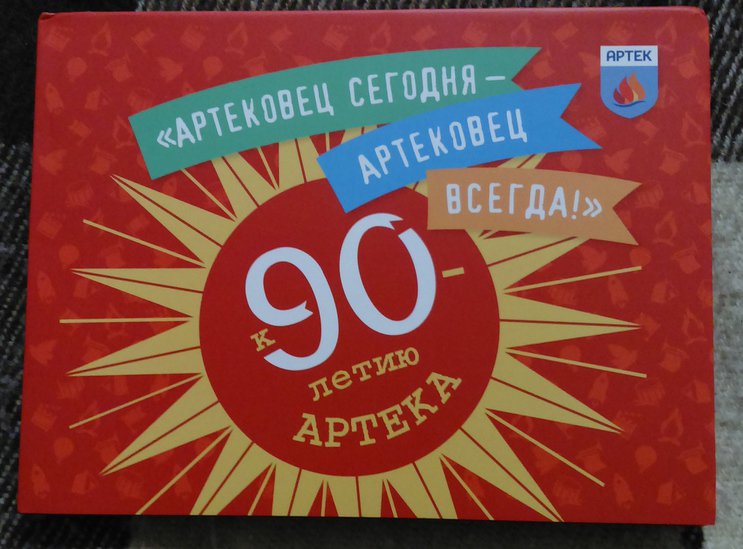 АРТЕК
«АРТЕКОВЕЦ СЕГОДНЯ –
АРТЕКОВЕЦ
ВСЕГДА!»
к 90-
летию
АРТЕКА